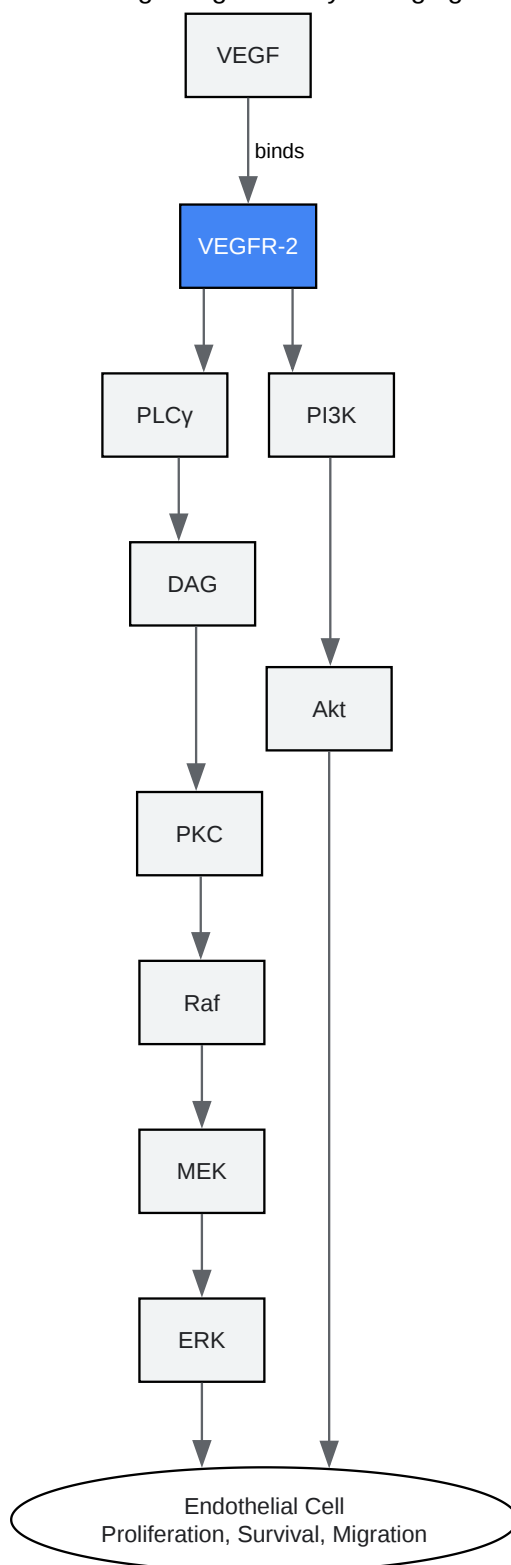 VEGF
binds
VEGFR-2
PLCγ
PI3K
DAG
Akt
PKC
Raf
MEK
ERK
Endothelial Cell
Proliferation, Survival, Migration